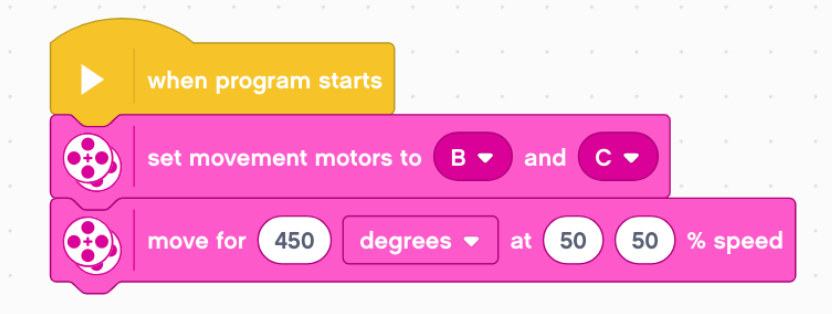 when program starts
set movement motors to B and C
move for 450 degrees at 50 50 % speed